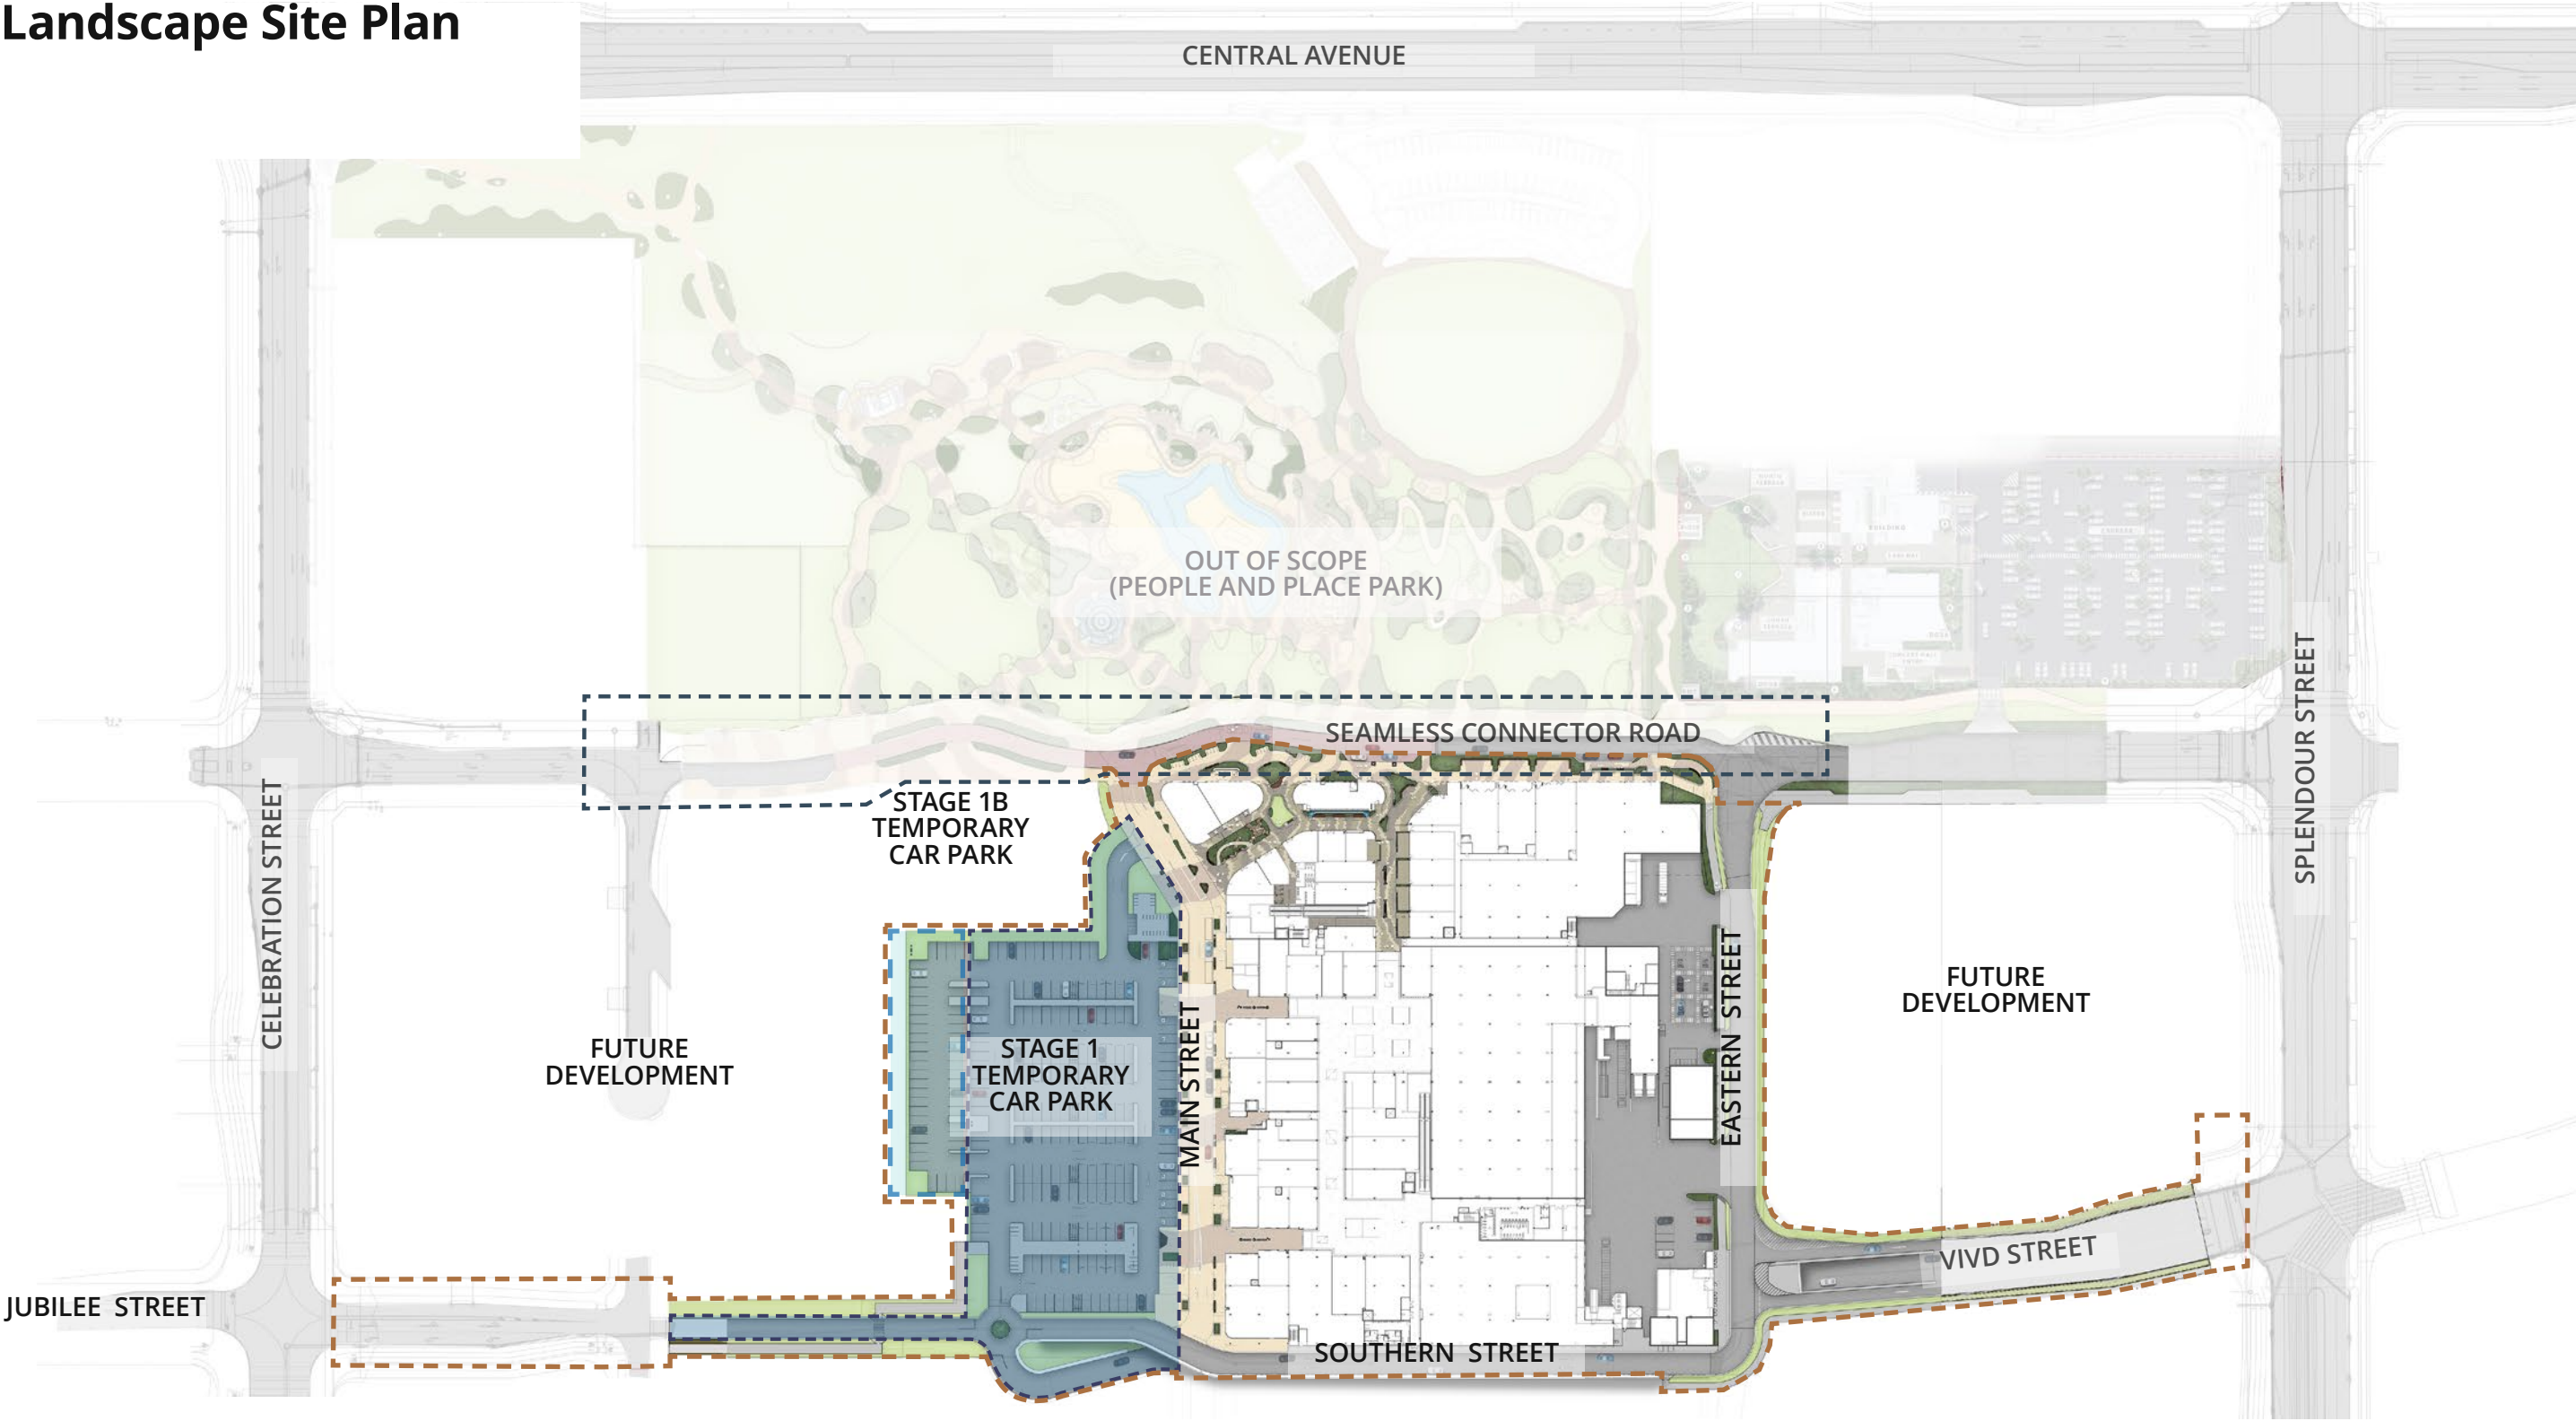 Landscape Site Plan
CENTRAL AVENUE
OUT OF SCOPE
(PEOPLE AND PLACE PARK)
SEAMLESS CONNECTOR ROAD
SPLENDOUR STREET
CELEBRATION STREET
STAGE 1B
TEMPORARY
CAR PARK
EASTERN STREET
FUTURE
DEVELOPMENT
MAIN STREET
FUTURE
DEVELOPMENT
STAGE 1
TEMPORARY
CAR PARK
VIVD STREET
JUBILEE STREET
SOUTHERN STREET